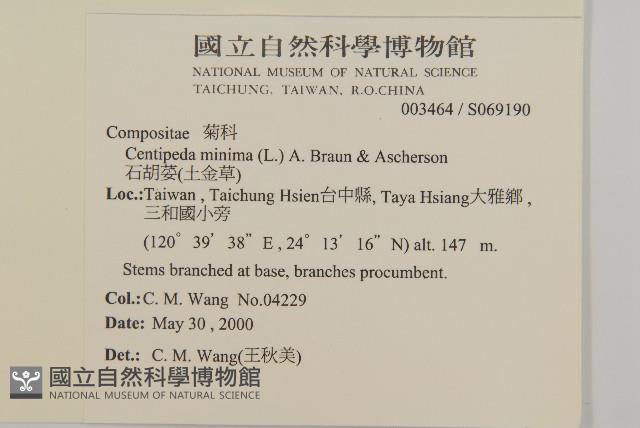 國立自然科學博物館
NATIONAL MUSEUM OF NATURAL SCIENCE
TAICHUNG, TAIWAN, R.O.CHINA
003464 / S069190
Compositae 菊科
Centipeda minima (L.) A. Braun & Ascherson
石胡荽(土金草)
Loc.:Taiwan , Taichung Hsien台中縣, Taya Hsiang大雅鄉 ,
三和國小旁
(120° 39’ 38” E , 24° 13’ 16” N) alt. 147 m.
Stems branched at base, branches procumbent.
Col.: C. M. Wang No.04229
Date: May 30 , 2000
Det.: C. M. Wang(王秋美)
國立自然科學博物館
NATIONAL MUSEUM OF NATURAL SCIENCE